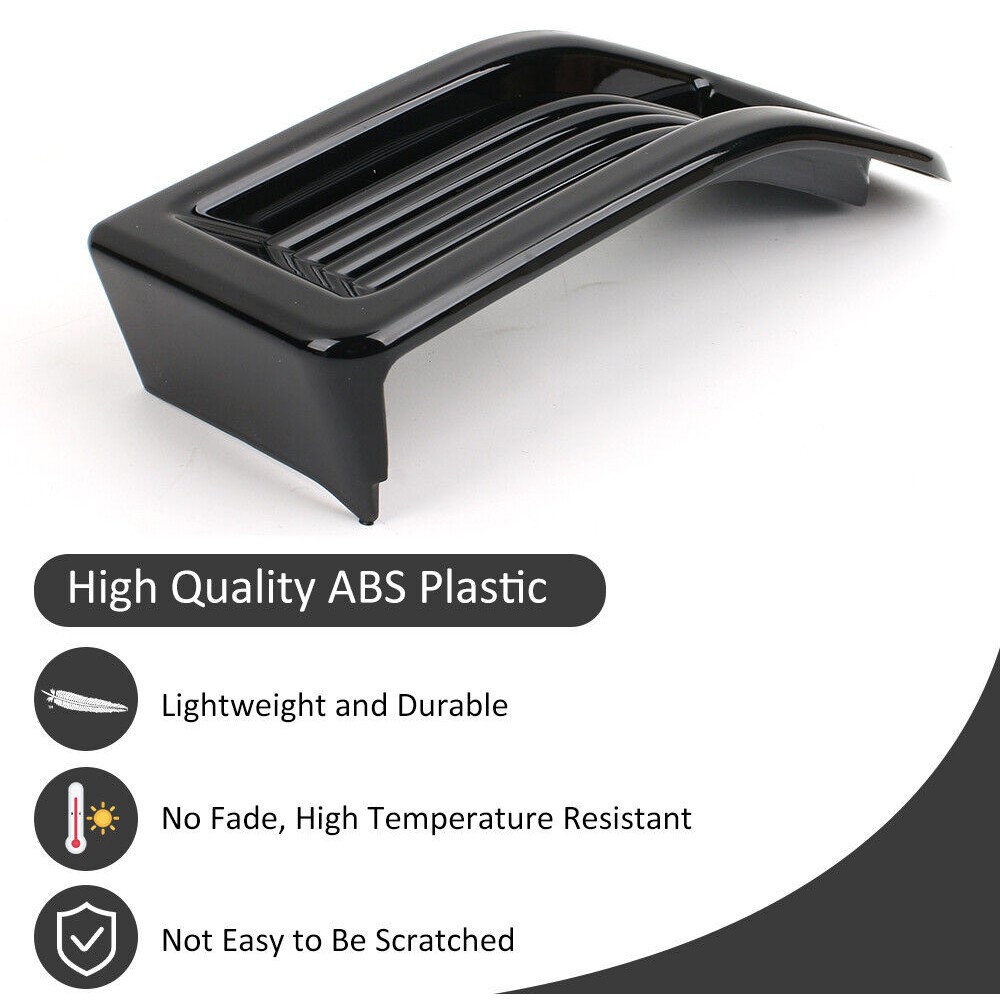 High Quality ABS Plastic
Lightweight and Durable
No Fade, High Temperature Resistant
Not Easy to Be Scratched